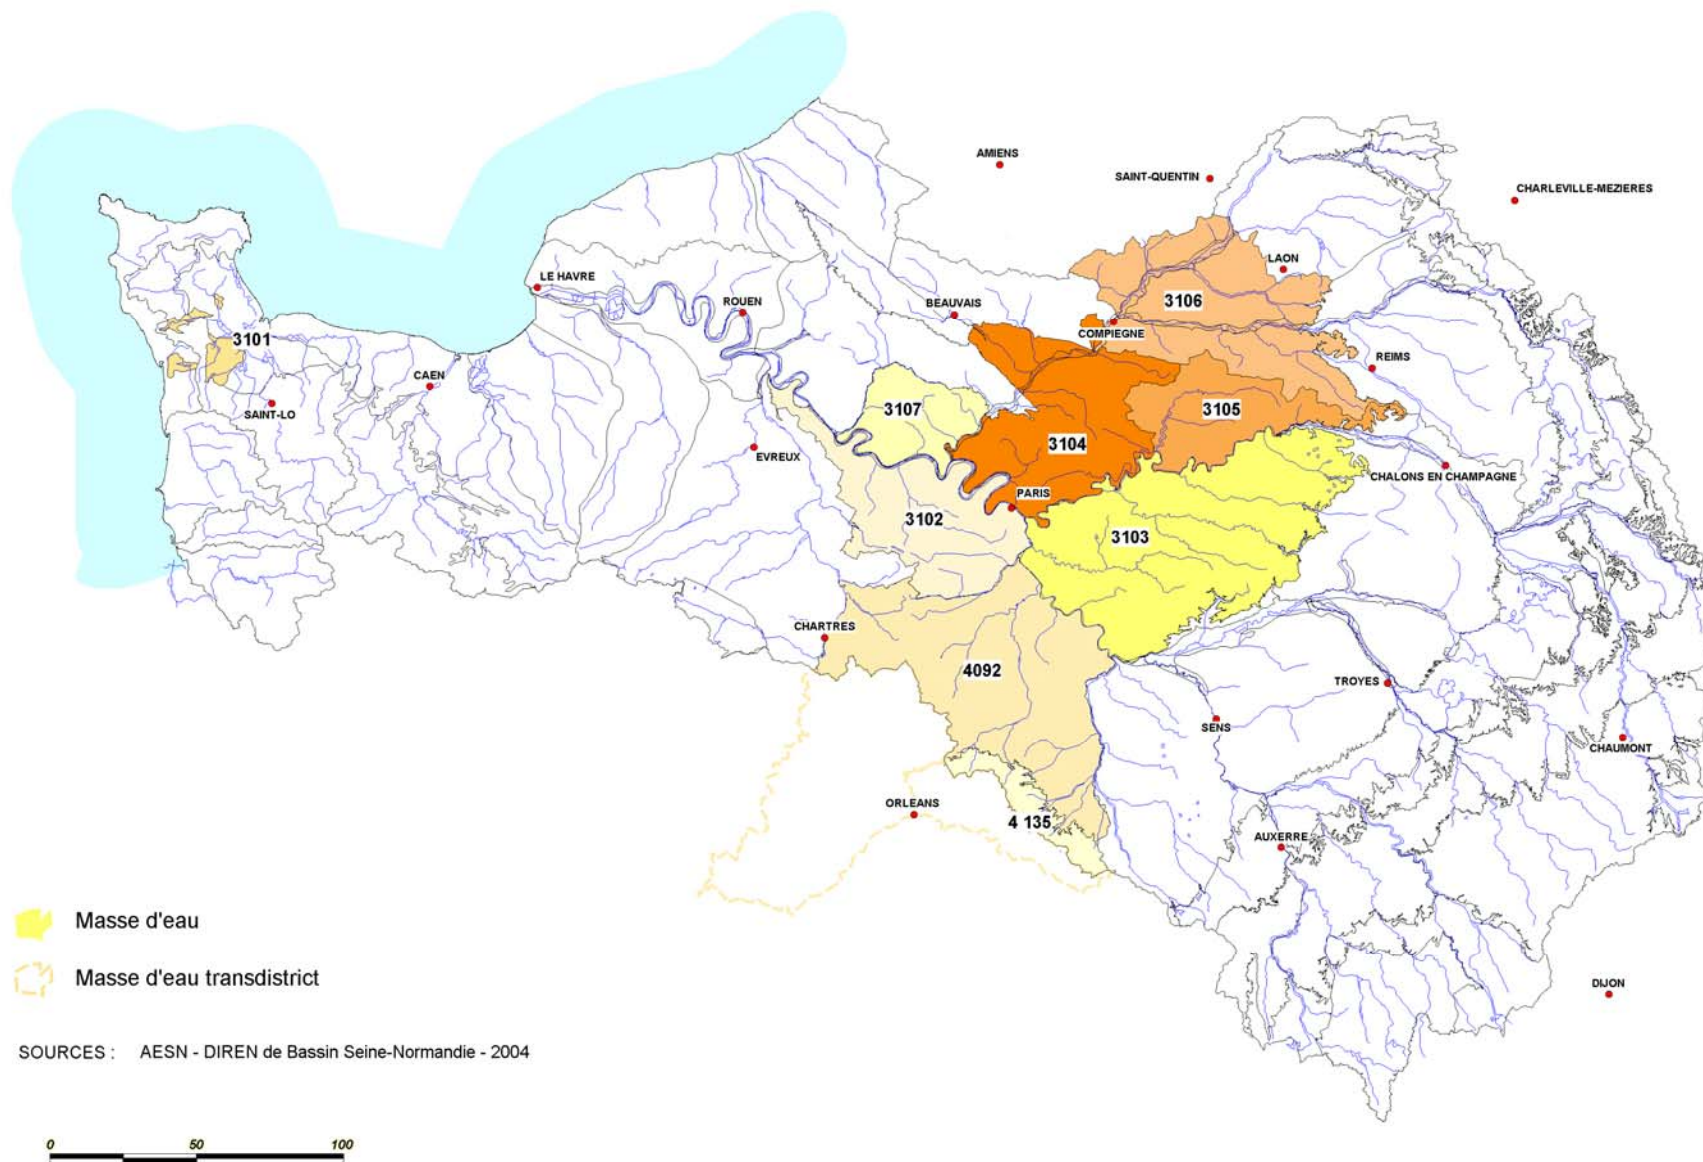 AMIENS
SAINT-QUENTIN
CHARLEVILLE-MEZIERES
LAON
LE HAVRE
ROUEN
BEAUVAIS
3106
COMPIEGNE
3101
REIMS
CAEN
SAINT-LO
3107
3105
3104
EVREUX
CHALONS EN CHAMPAGNE
PARIS
3102
3103
CHARTRES
4092
TROYES
SENS
CHAUMONT
ORLEANS
4 135
AUXERRE
Masse d'eau
Masse d'eau transdistrict
DIJON
SOURCES : AESN - DIREN de Bassin Seine-Normandie - 2004
0 50 100